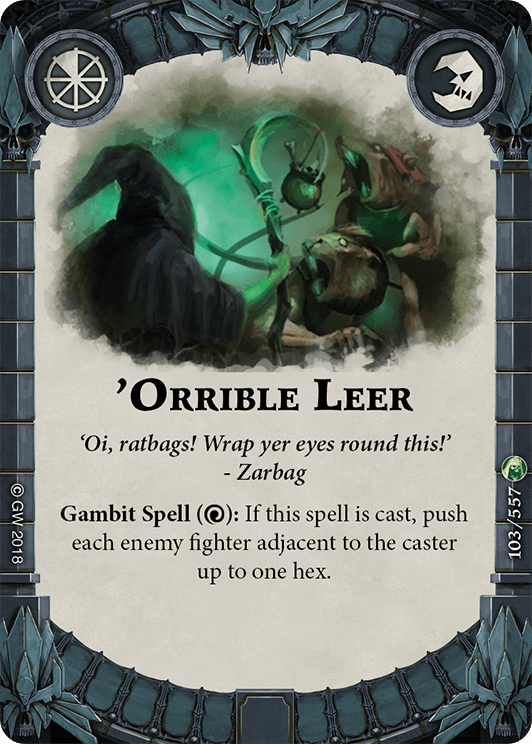 ’Orrible Leer
‘Oi, ratbags! Wrap yer eyes round this!’
- Zarbag
Gambit Spell (): If this spell is cast, push
each enemy fighter adjacent to the caster
up to one hex.
© GW 2018
103/557